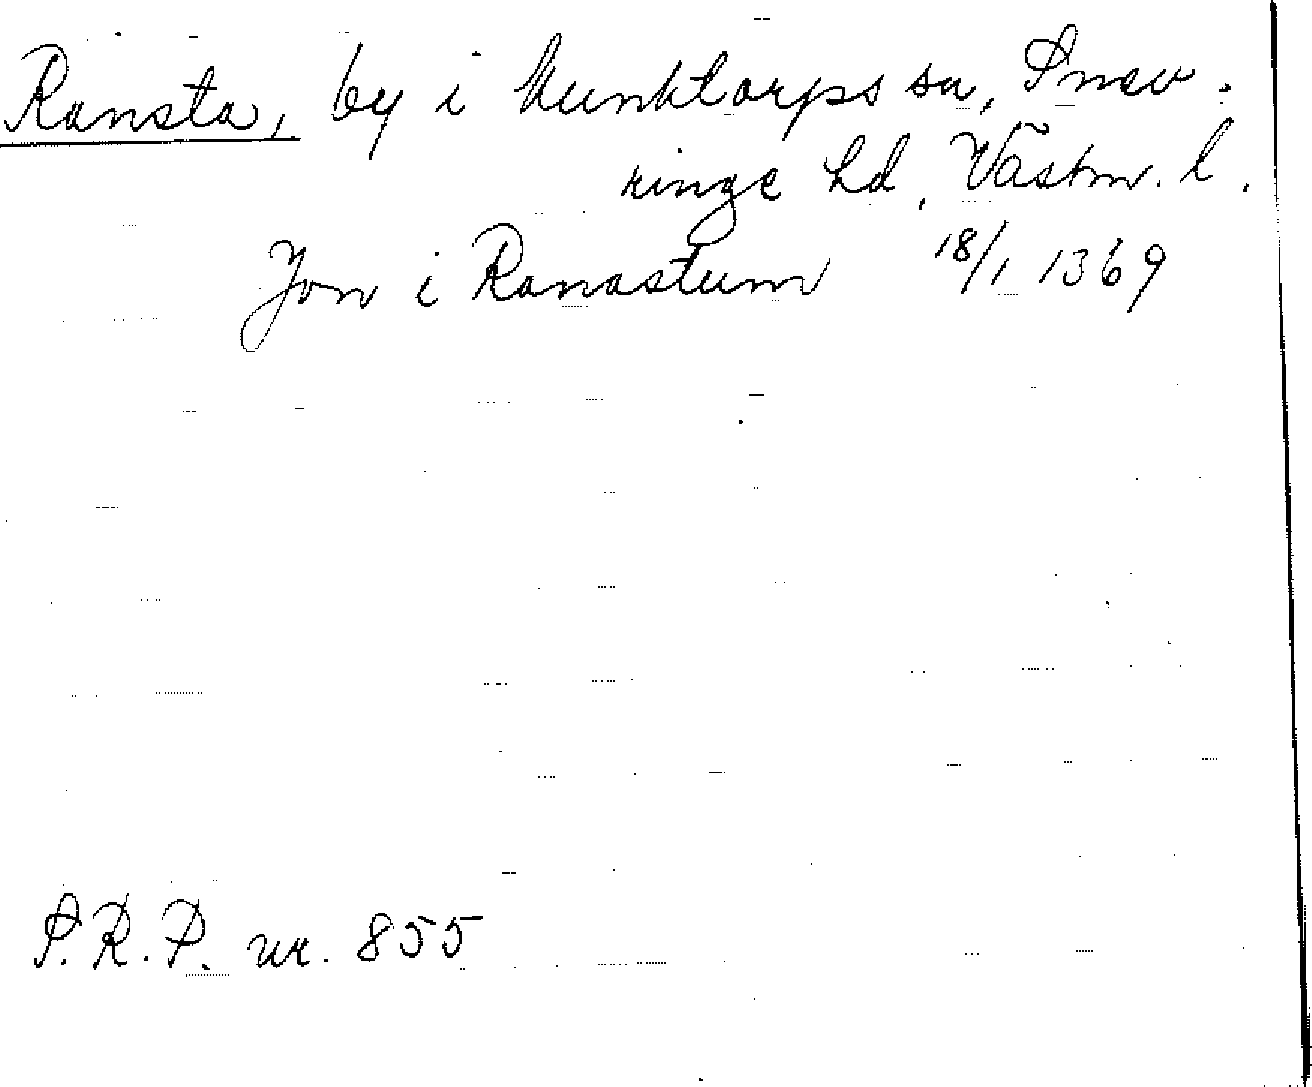 Ransta, by i Munktorps sn, Snev-
ringe hd, Västm. l.
Jon i Ranastum 18/1 1369
S.R.P. nr. 855